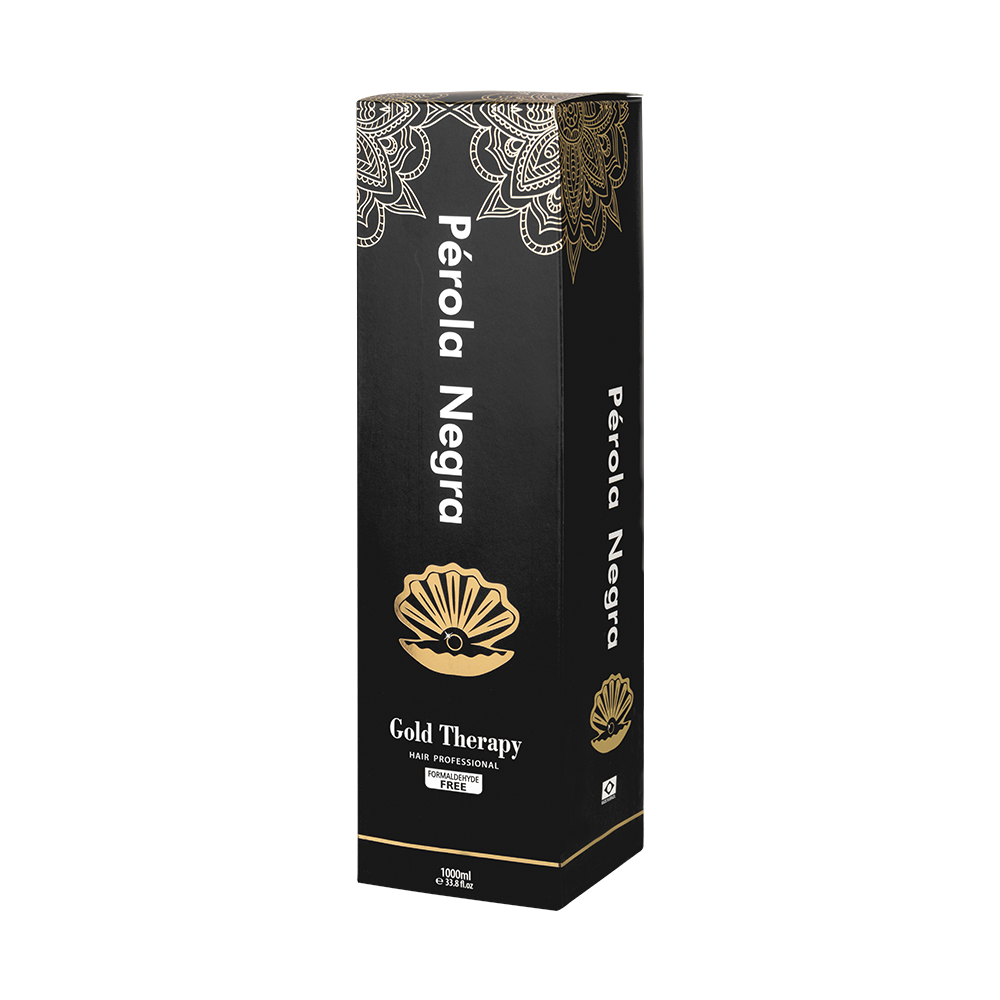 Pérola Negra
Gold Therapy
HAIR PROFESSIONAL
FORMALDEHYDE
FREE
1000ml
℮ 33.8 fl.oz
Pérola Negra